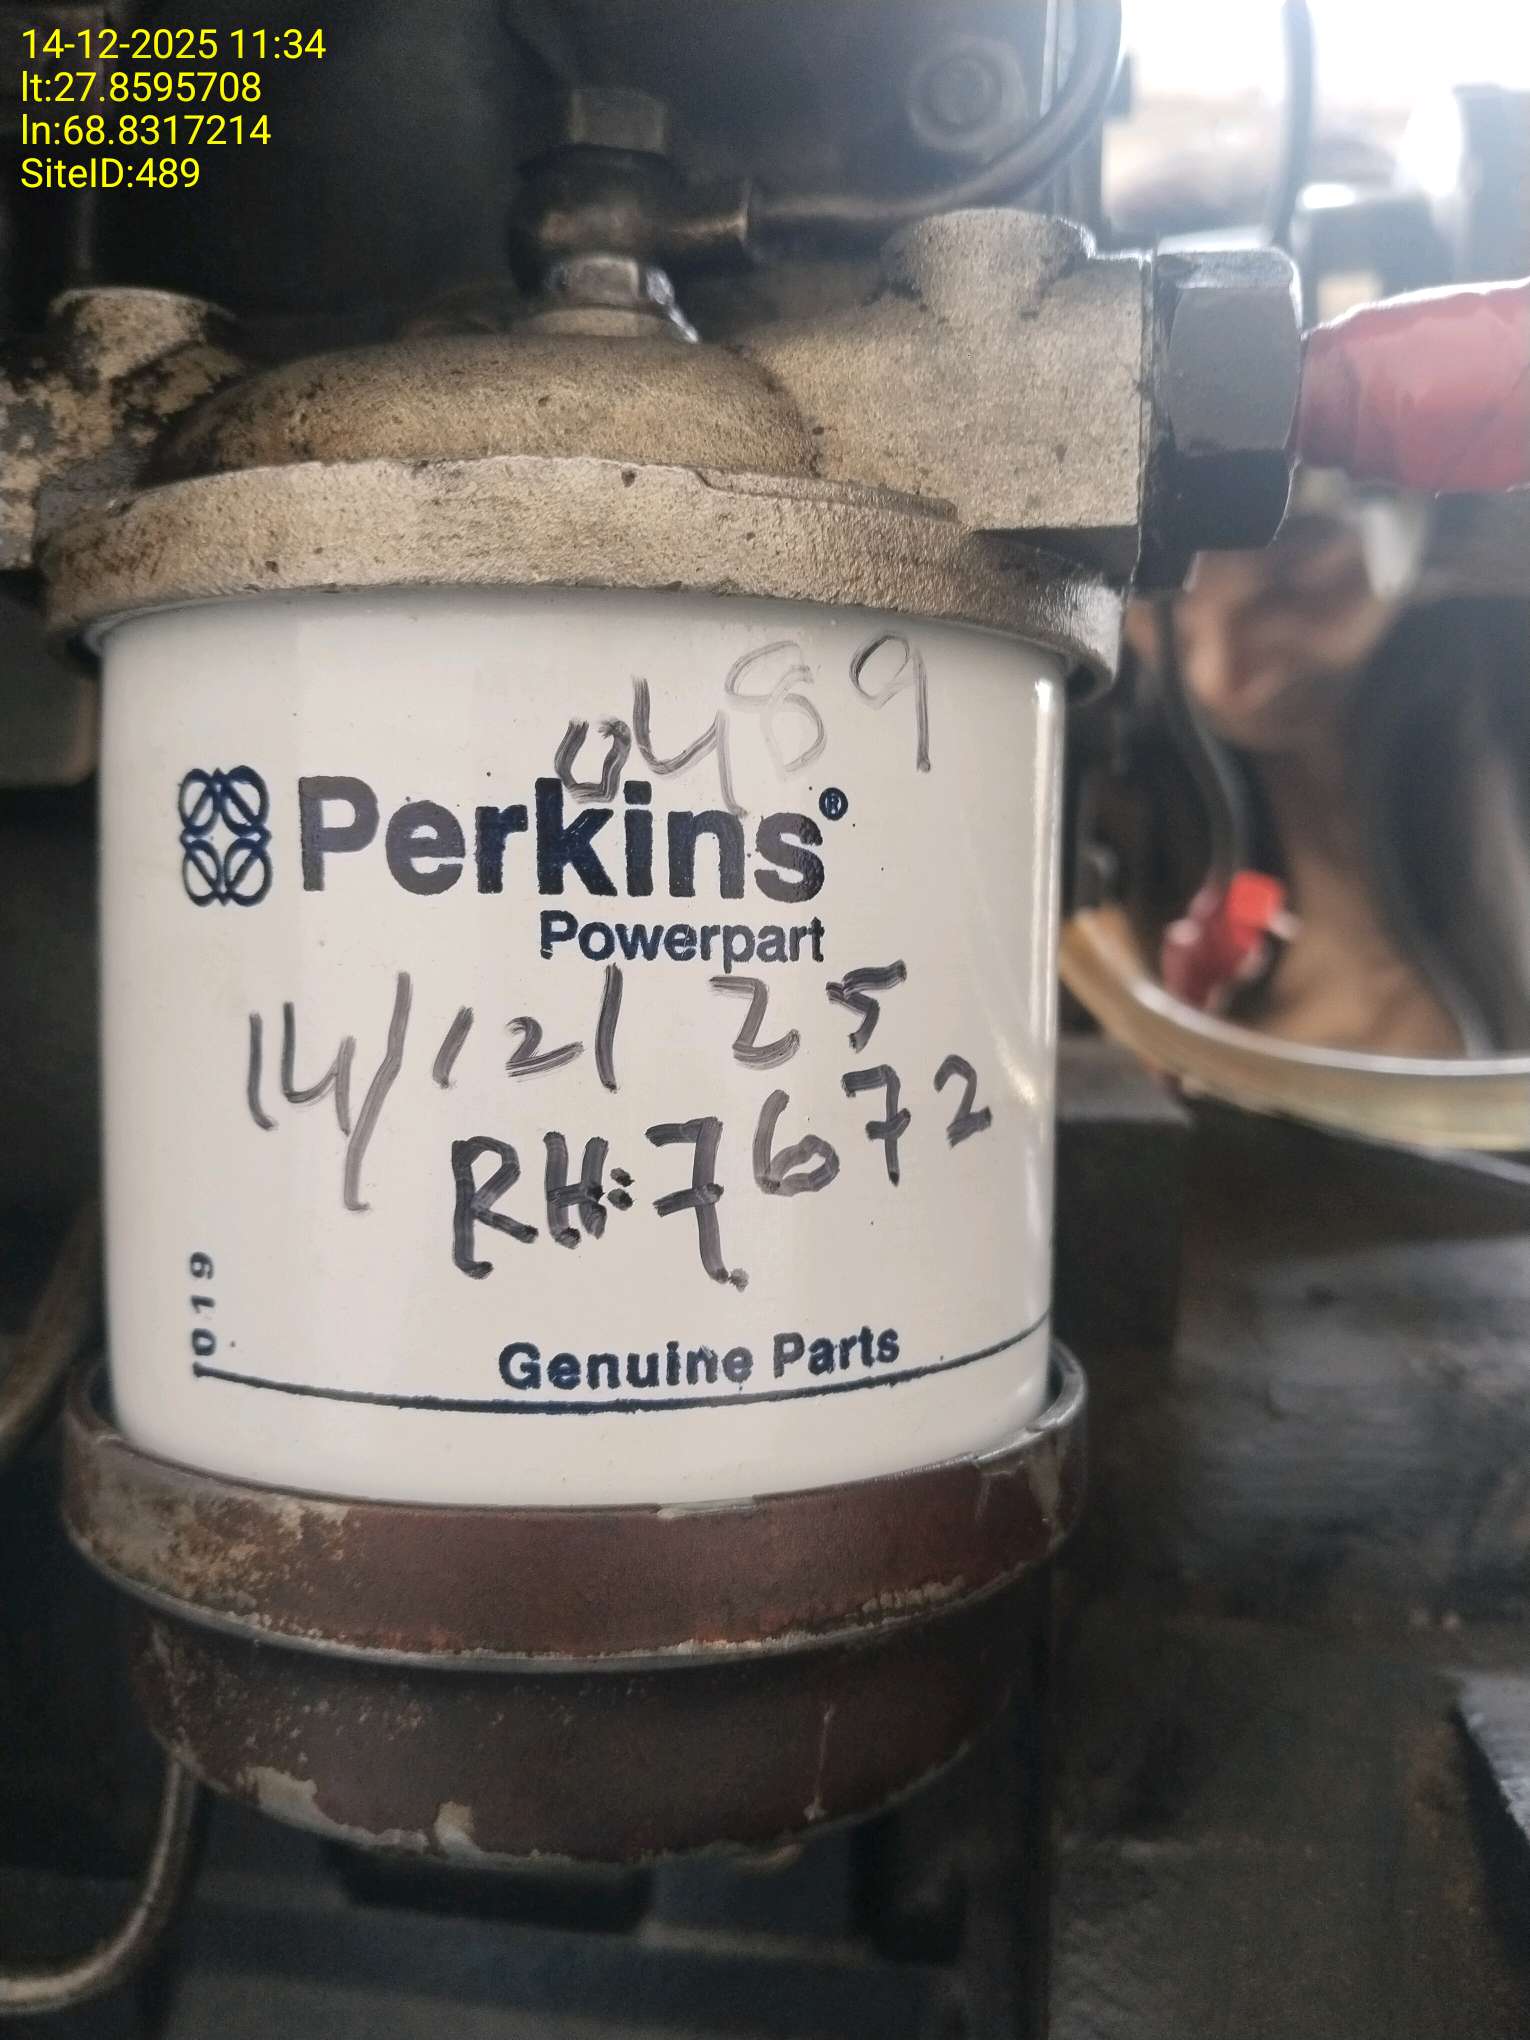 14-12-2025 11:34
lt:27.8595708
ln:68.8317214
SiteID:489
0489
Perkins®
Powerpart
14/12/25
RH:7672
1019
Genuine Parts